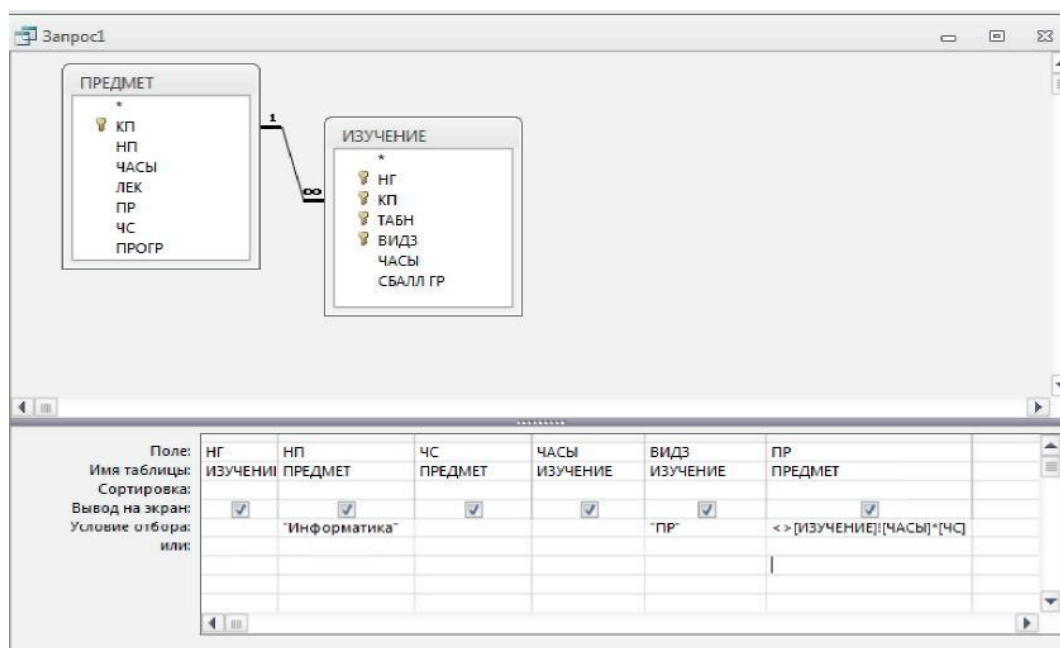 Запрос1
ПРЕДМЕТ
*
КП
НП
ЧАСЫ
ЛЕК
ПР
ЧС
ПРОГР
1
∞
ИЗУЧЕНИЕ
*
НГ
КП
ТАБН
ВИДЗ
ЧАСЫ
СБАЛЛ ГР
Поле: НГ НП ЧС ЧАСЫ ВИДЗ ПР
Имя таблицы: ИЗУЧЕНИ ПРЕДМЕТ ПРЕДМЕТ ИЗУЧЕНИЕ ИЗУЧЕНИЕ ПРЕДМЕТ
Сортировка:
Вывод на экран:
Условие отбора: "Информатика" "ПР" <>[ИЗУЧЕНИЕ]![ЧАСЫ]*[ЧС]
или: